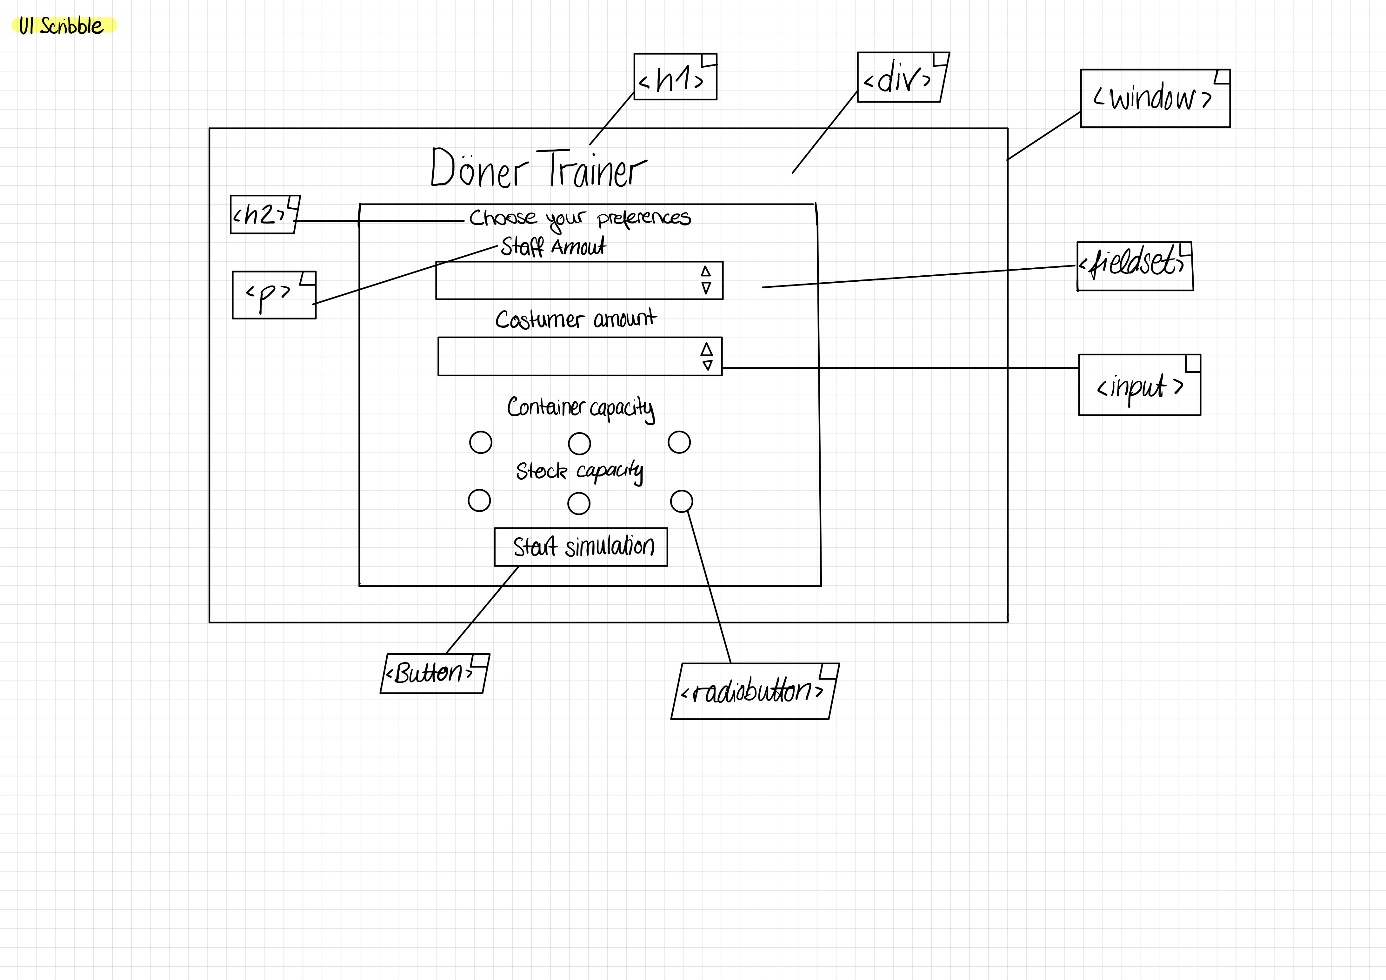 UI Scribble
<h1>
<div>
<window>
Döner Trainer
<h2>
Choose your preferences
Staff Amout
<fieldset>
<p>
Costumer amount
<input>
Container capacity
Stock capacity
Start simulation
<Button>
<radiobutton>